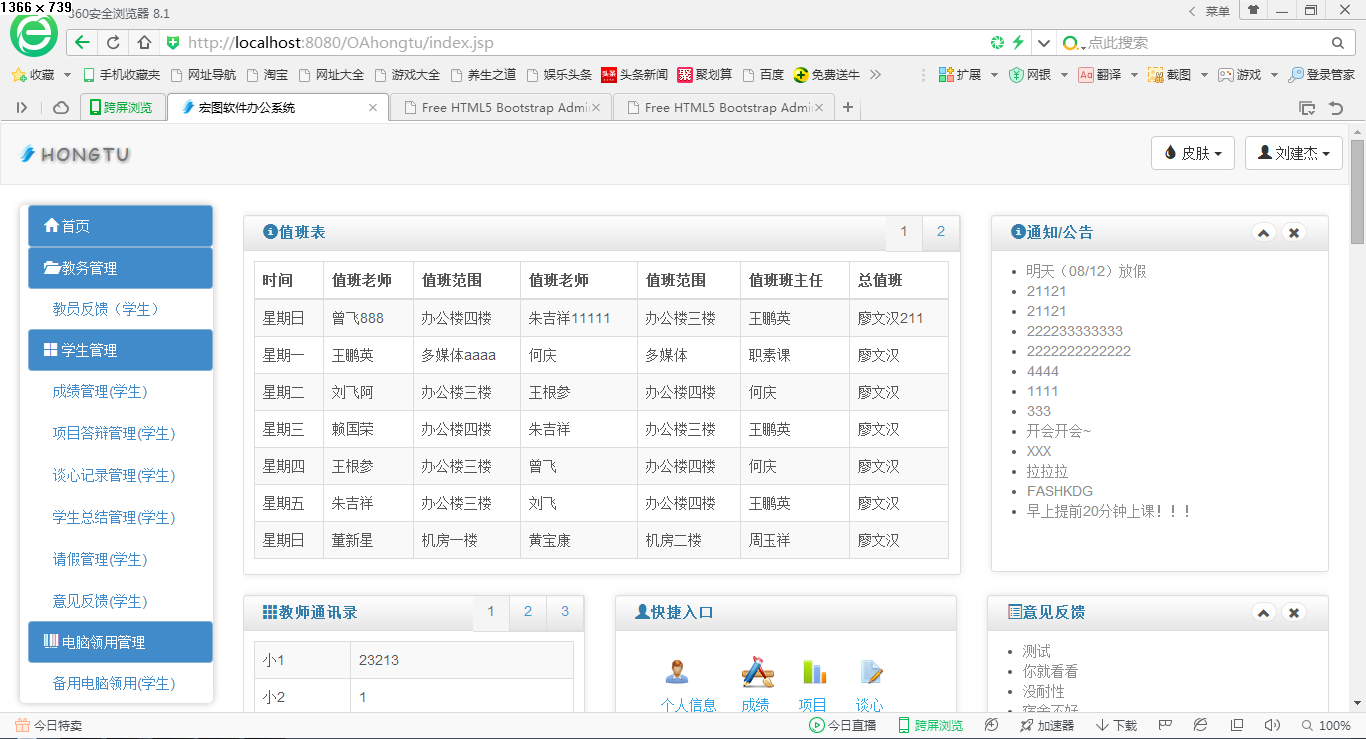 1366 × 739
360安全浏览器 8.1
菜单
http://localhost:8080/OAhongtu/index.jsp
点此搜索
收藏 手机收藏夹 网址导航 淘宝 网址大全 游戏大全 养生之道 娱乐头条 头条新闻 聚划算 百度 免费送牛 扩展 网银 翻译 截图 游戏 登录管家
跨屏浏览 宏图软件办公系统 Free HTML5 Bootstrap Admi Free HTML5 Bootstrap Admi
HONGTU
皮肤 刘建杰
首页
教务管理
教员反馈（学生）
学生管理
成绩管理(学生)
项目答辩管理(学生)
谈心记录管理(学生)
学生总结管理(学生)
请假管理(学生)
意见反馈(学生)
电脑领用管理
备用电脑领用(学生)
值班表 1 2
时间 值班老师 值班范围 值班老师 值班范围 值班班主任 总值班
星期日 曾飞888 办公楼四楼 朱吉祥11111 办公楼三楼 王鹏英 廖文汉211
星期一 王鹏英 多媒体aaaa 何庆 多媒体 职素课 廖文汉
星期二 刘飞阿 办公楼三楼 王根参 办公楼四楼 何庆 廖文汉
星期三 赖国荣 办公楼四楼 朱吉祥 办公楼三楼 王鹏英 廖文汉
星期四 王根参 办公楼三楼 曾飞 办公楼四楼 何庆 廖文汉
星期五 朱吉祥 办公楼三楼 刘飞 办公楼四楼 王鹏英 廖文汉
星期日 董新星 机房一楼 黄宝康 机房二楼 周玉祥 廖文汉
通知/公告
明天（08/12）放假
21121
21121
222233333333
2222222222222
4444
1111
333
开会开会~
XXX
拉拉拉
FASHKDG
早上提前20分钟上课！！！
教师通讯录 1 2 3
小1 23213
小2 1
快捷入口
个人信息 成绩 项目 谈心
意见反馈
测试
你就看看
没耐性
宿舍不好
今日特卖 今日直播 跨屏浏览 加速器 下载 100%